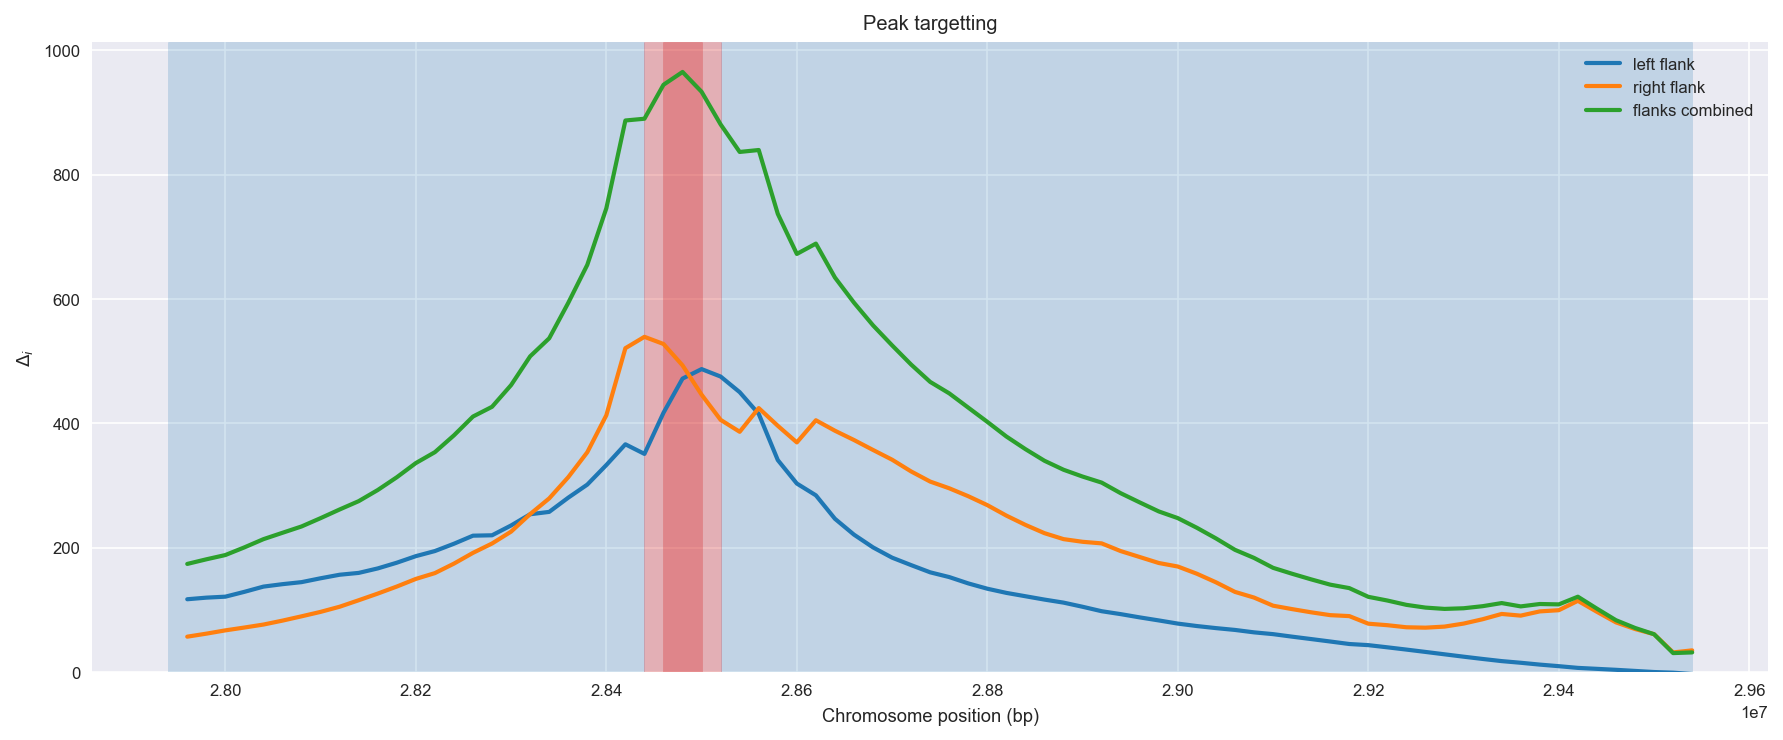 Peak targetting
1000
800
600
400
200
0
Δi
left flank
right flank
flanks combined
2.80 2.82 2.84 2.86 2.88 2.90 2.92 2.94 2.96
1e7
Chromosome position (bp)